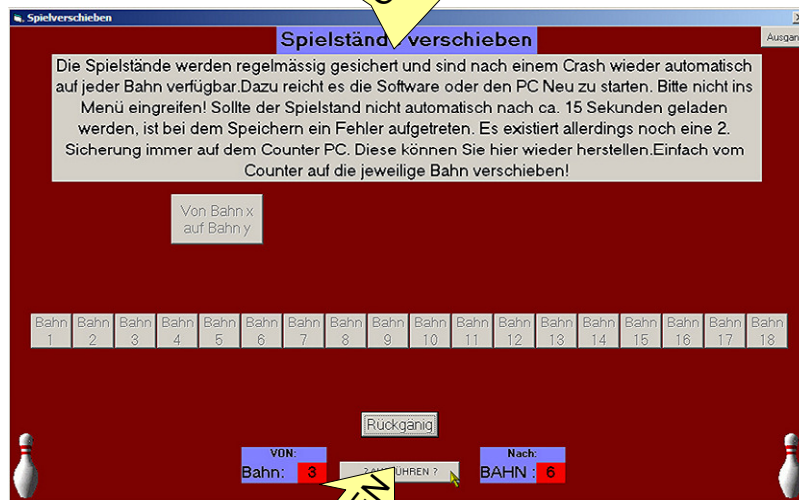 Spielverschieben
verschieben
Ausgan
Die Spielstände werden regelmässig gesichert und sind nach einem Crash wieder automatisch
auf jeder Bahn verfügbar.Dazu reicht es die Software oder den PC Neu zu starten. Bitte nicht ins
Menü eingreifen! Sollte der Spielstand nicht automatisch nach ca. 15 Sekunden geladen
werden, ist bei dem Speichern ein Fehler aufgetreten. Es existiert allerdings noch eine 2.
Sicherung immer auf dem Counter PC. Diese können Sie hier wieder herstellen.Einfach vom
Counter auf die jeweilige Bahn verschieben!
Von Bahn x
auf Bahn y
Bahn Bahn Bahn Bahn Bahn Bahn Bahn Bahn Bahn Bahn Bahn Bahn Bahn Bahn Bahn Bahn Bahn Bahn
1 2 3 4 5 6 7 8 9 10 11 12 13 14 15 16 17 18
Rückgänig
VON:
Bahn: 3
Nach:
BAHN : 6